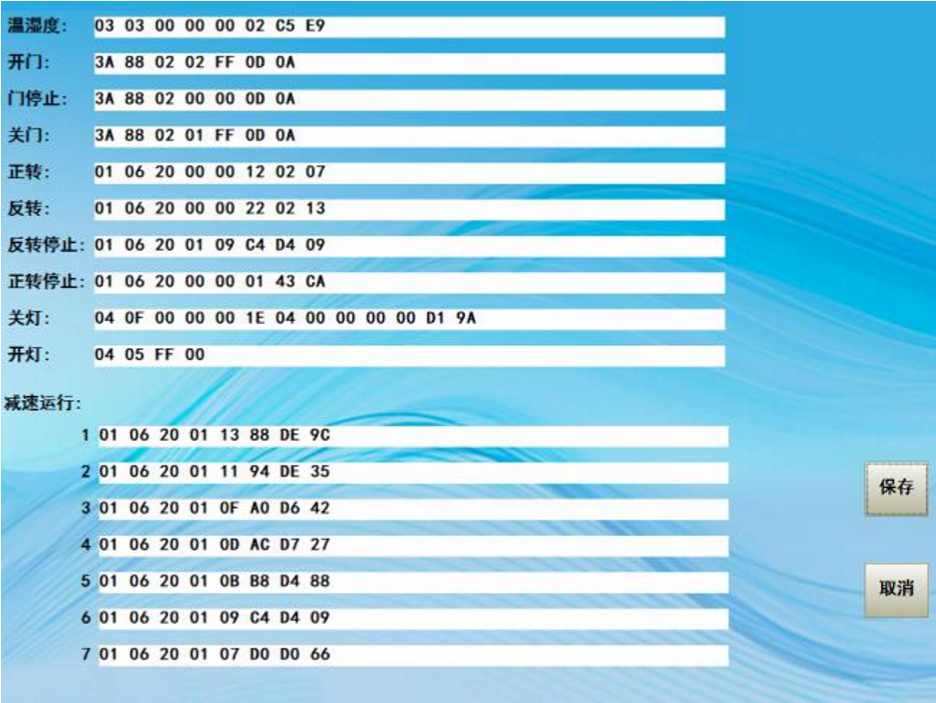 温湿度: 03 03 00 00 00 02 C5 E9
开门: 3A 88 02 02 FF 0D 0A
门停止: 3A 88 02 00 00 0D 0A
关门: 3A 88 02 01 FF 0D 0A
正转: 01 06 20 00 00 12 02 07
反转: 01 06 20 00 00 22 02 13
反转停止: 01 06 20 01 09 C4 D4 09
正转停止: 01 06 20 00 00 01 43 CA
关灯: 04 0F 00 00 00 1E 04 00 00 00 00 D1 9A
开灯: 04 05 FF 00
减速运行:
1 01 06 20 01 13 88 DE 9C
2 01 06 20 01 11 94 DE 35
3 01 06 20 01 0F A0 D6 42
保存
4 01 06 20 01 0D AC D7 27
5 01 06 20 01 0B B8 D4 88
取消
6 01 06 20 01 09 C4 D4 09
7 01 06 20 01 07 D0 D0 66